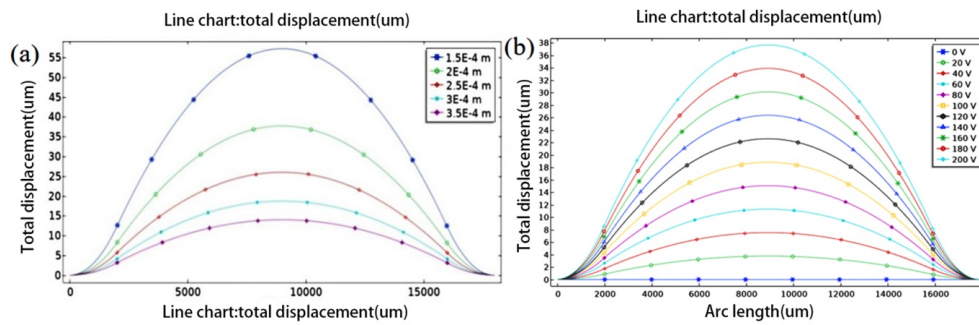 Line chart:total displacement(um)
(a)
Total displacement(um)
55
50
45
40
35
30
25
20
15
10
5
0
1.5E-4 m
2E-4 m
2.5E-4 m
3E-4 m
3.5E-4 m
0 5000 10000 15000
Line chart:total displacement(um)
Line chart:total displacement(um)
(b)
Total displacement(um)
38
36
34
32
30
28
26
24
22
20
18
16
14
12
10
8
6
4
2
0
0 V
20 V
40 V
60 V
80 V
100 V
120 V
140 V
160 V
180 V
200 V
0 2000 4000 6000 8000 10000 12000 14000 16000
Arc length(um)